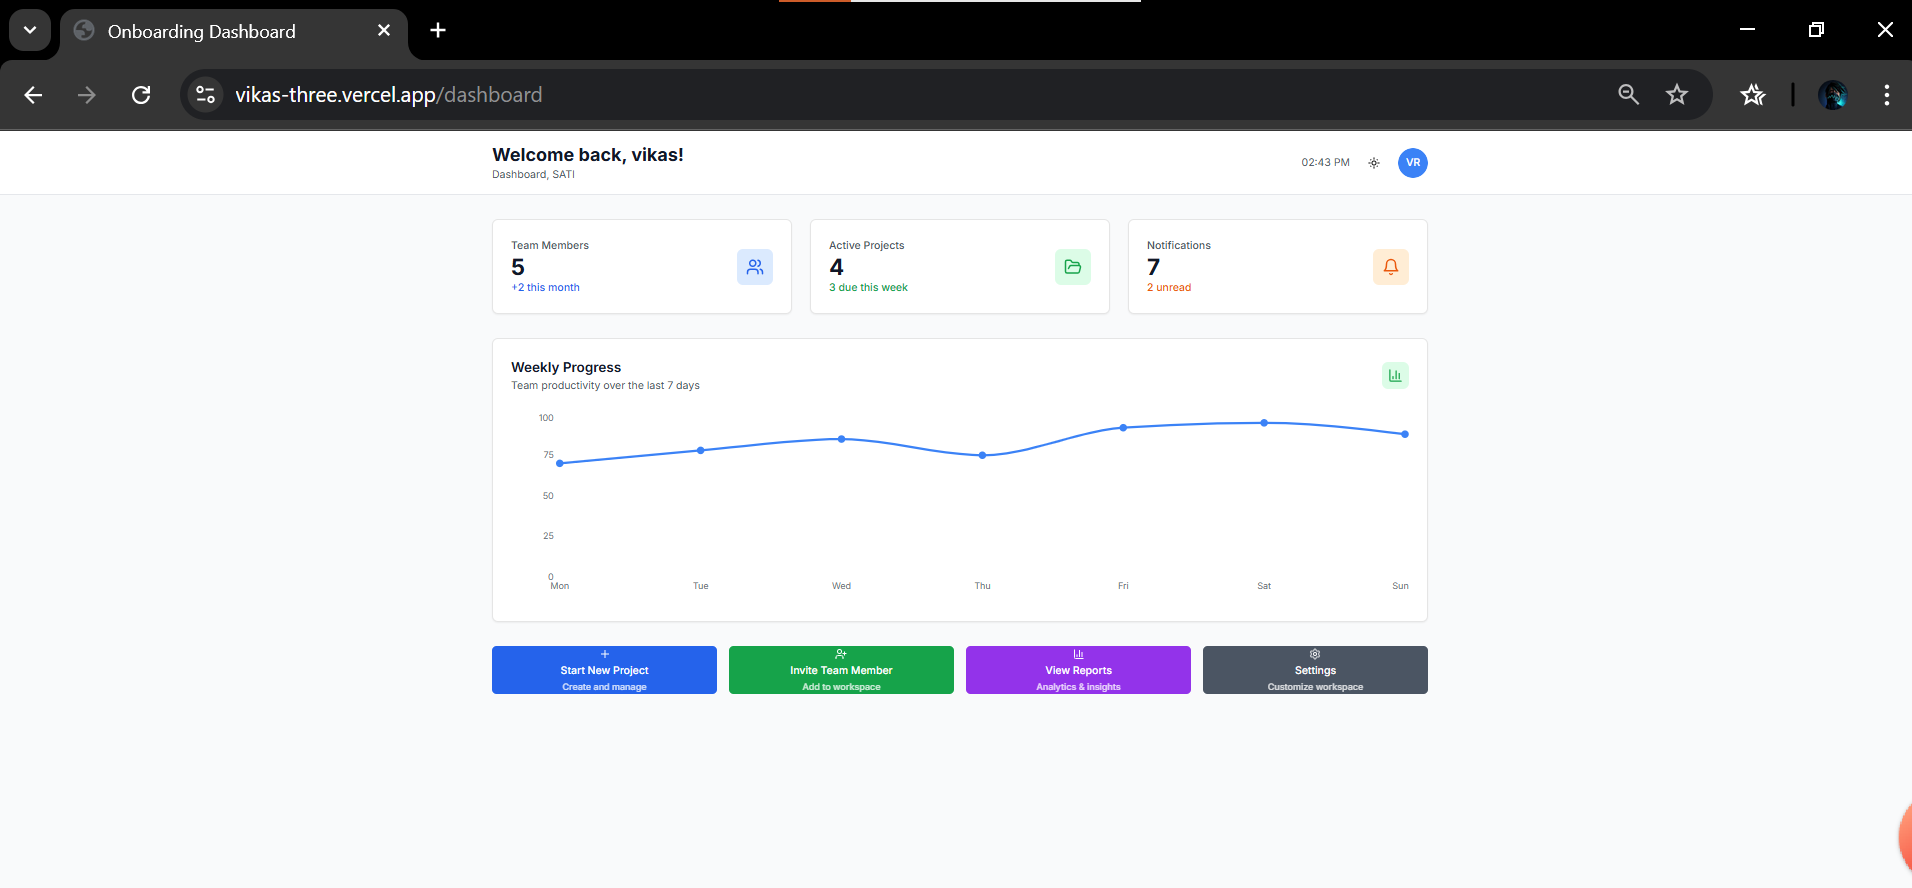 Onboarding Dashboard
vikas-three.vercel.app/dashboard
Welcome back, vikas!
Dashboard, SATI
02:43 PM
VR
Team Members
5
+2 this month
Active Projects
4
3 due this week
Notifications
7
2 unread
Weekly Progress
Team productivity over the last 7 days
100
75
50
25
0
Mon Tue Wed Thu Fri Sat Sun
Start New Project
Create and manage
Invite Team Member
Add to workspace
View Reports
Analytics & insights
Settings
Customize workspace